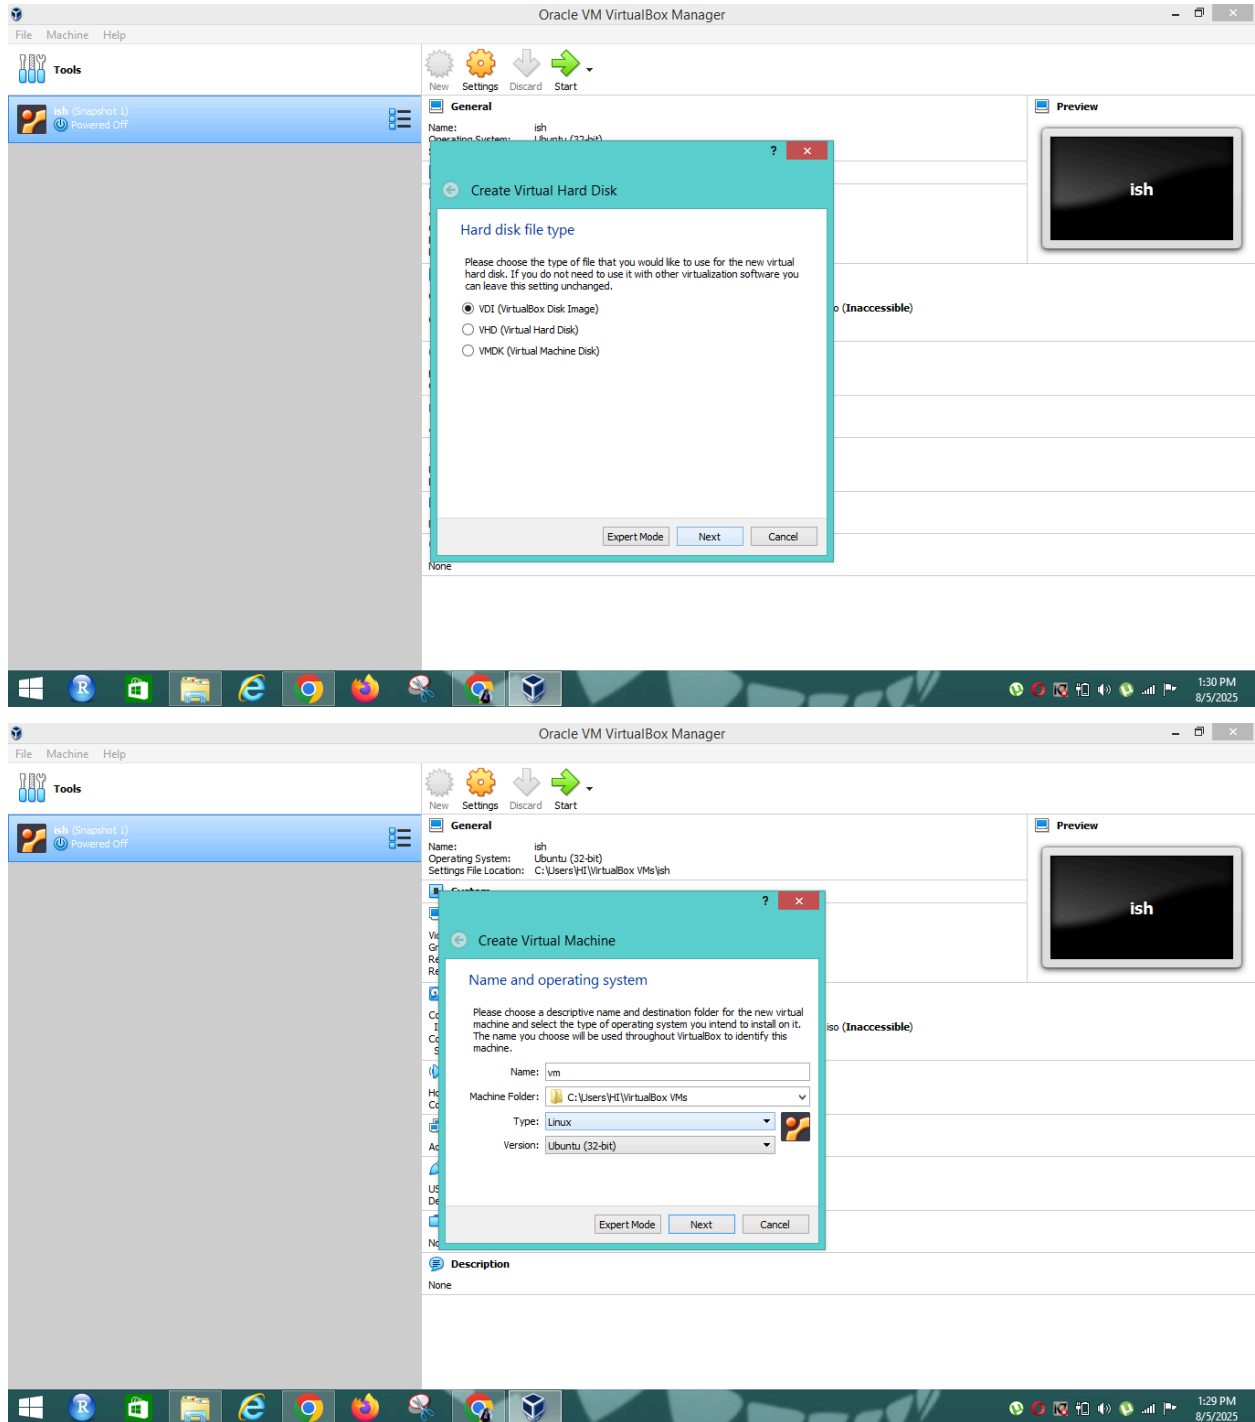 Oracle VM VirtualBox Manager
File Machine Help
Tools
New Settings Discard Start
ish (Snapshot 1)
Powered Off
General
Name: ish
Operating System: Ubuntu (32-bit)
Preview
ish
Create Virtual Hard Disk
Hard disk file type
Please choose the type of file that you would like to use for the new virtual
hard disk. If you do not need to use it with other virtualization software you
can leave this setting unchanged.
VDI (VirtualBox Disk Image)
VHD (Virtual Hard Disk)
VMDK (Virtual Machine Disk)
o (Inaccessible)
Expert Mode Next Cancel
None
1:30 PM
8/5/2025
Oracle VM VirtualBox Manager
File Machine Help
Tools
New Settings Discard Start
ish (Snapshot 1)
Powered Off
General
Name: ish
Operating System: Ubuntu (32-bit)
Settings File Location: C:\Users\HI\VirtualBox VMs\ish
Preview
ish
System
Create Virtual Machine
Name and operating system
Please choose a descriptive name and destination folder for the new virtual
machine and select the type of operating system you intend to install on it.
The name you choose will be used throughout VirtualBox to identify this
machine.
iso (Inaccessible)
Name: vm
Machine Folder: C:\Users\HI\VirtualBox VMs
Type: Linux
Version: Ubuntu (32-bit)
Expert Mode Next Cancel
Description
None
1:29 PM
8/5/2025